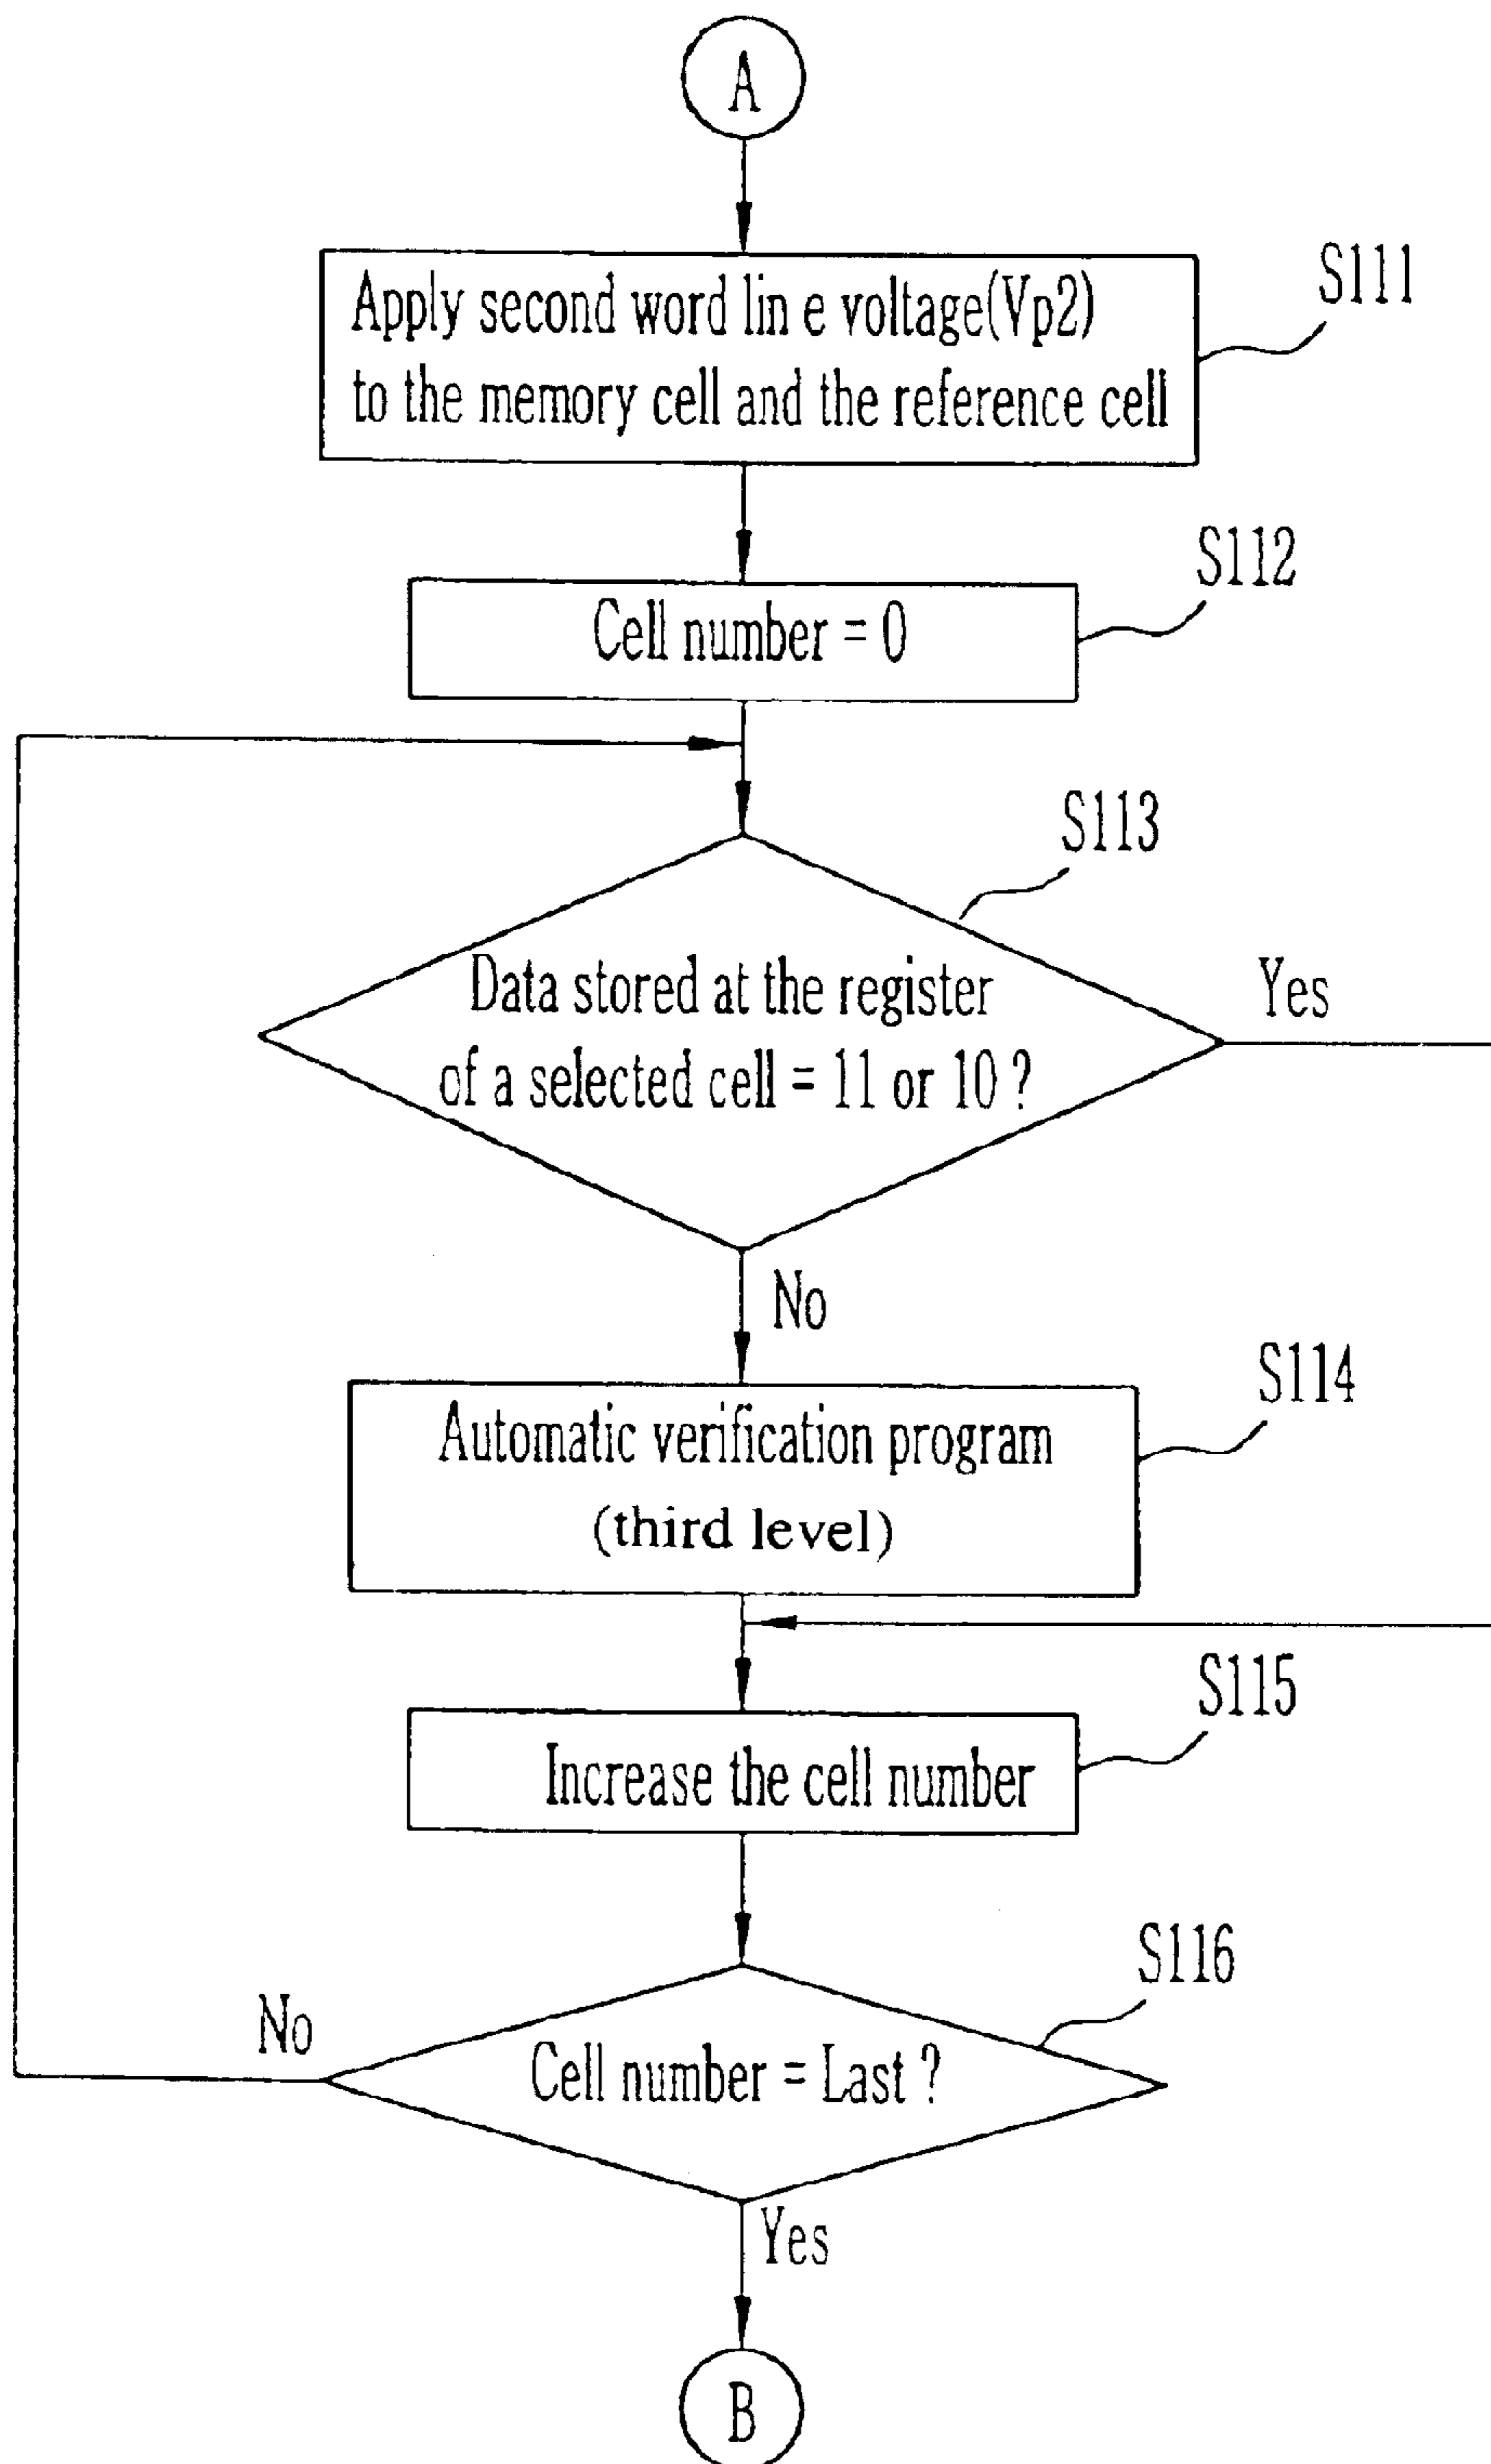 A
Apply second word lin e voltage(Vp2)
to the memory cell and the reference cell
S111
Cell number = 0
S112
S113
Data stored at the register
of a selected cell = 11 or 10 ?
Yes
No
Automatic verification program
(third level)
S114
Increase the cell number
S115
S116
Cell number = Last ?
No
Yes
B